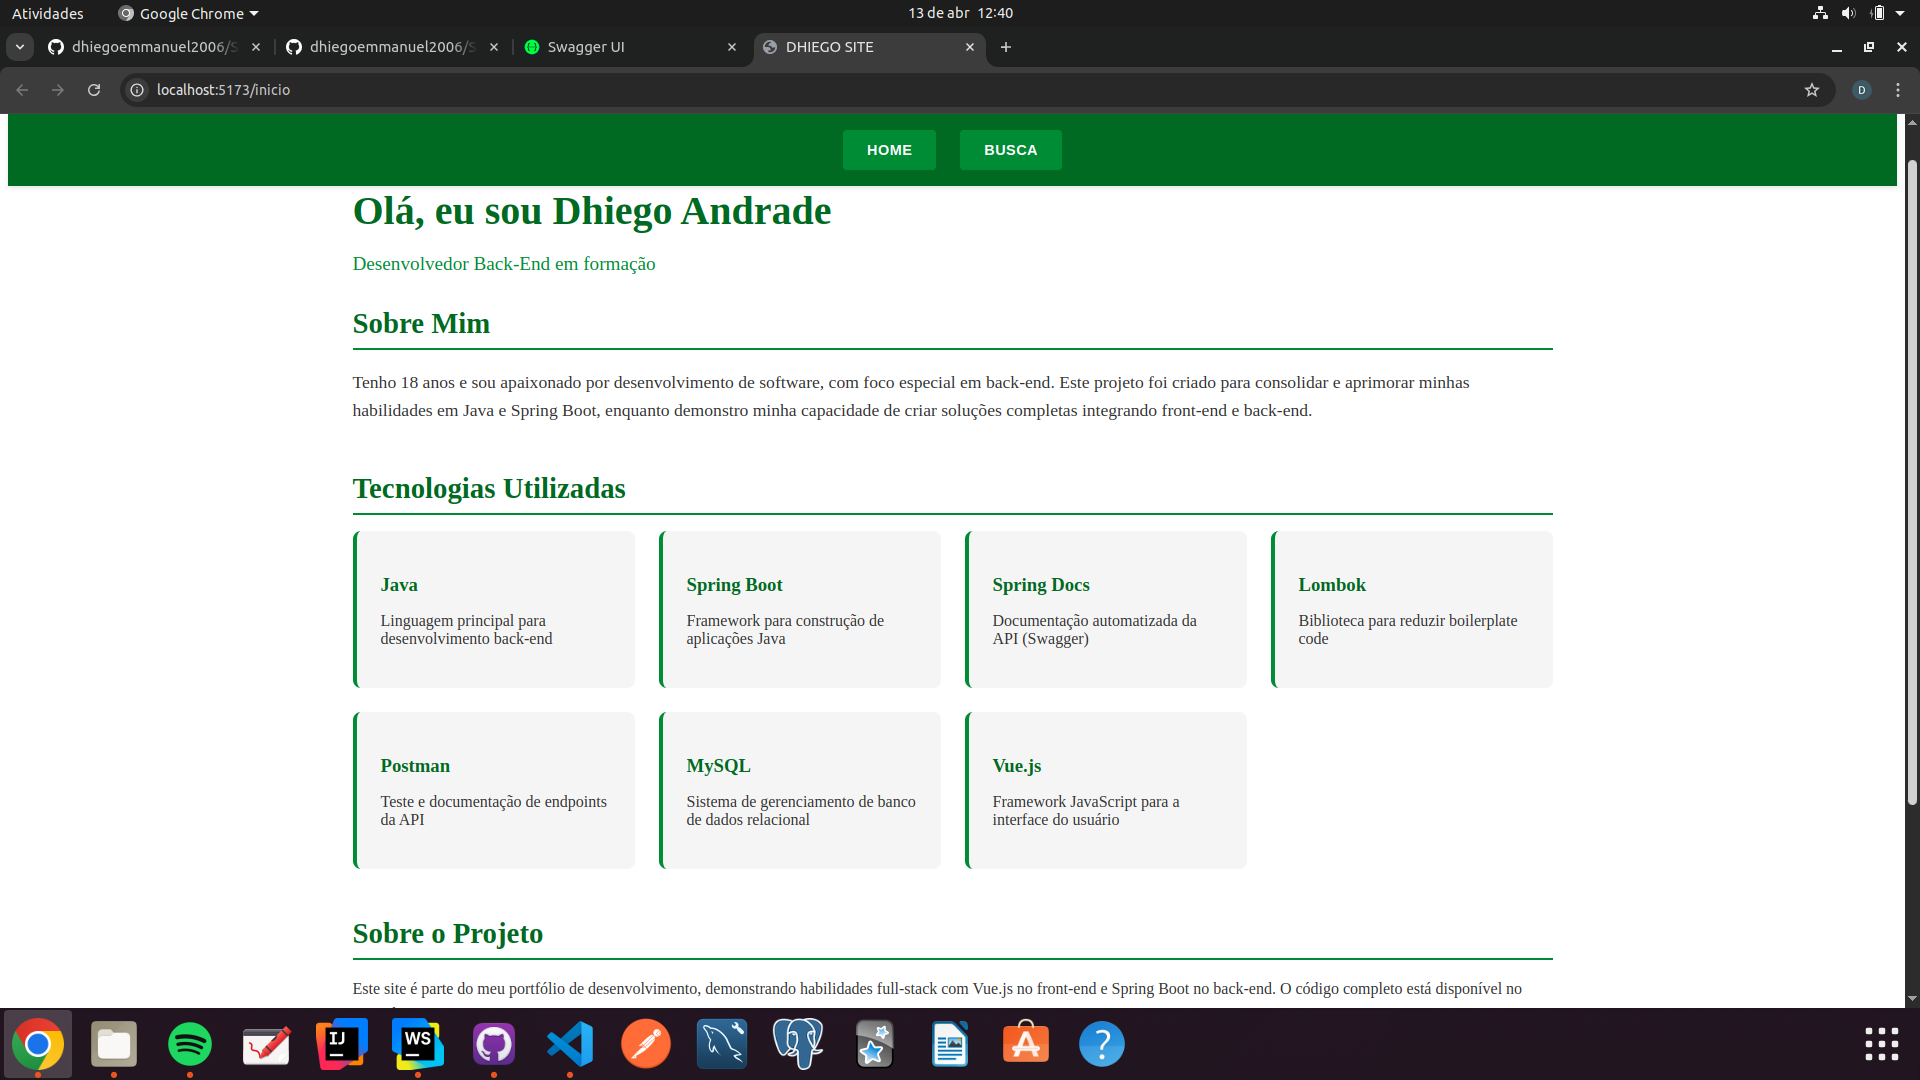 Atividades
Google Chrome
13 de abr 12:40
dhiegoemmanuel2006/
dhiegoemmanuel2006/
Swagger UI
DHIEGO SITE
localhost:5173/inicio
D
HOME
BUSCA
Olá, eu sou Dhiego Andrade
Desenvolvedor Back-End em formação
Sobre Mim
Tenho 18 anos e sou apaixonado por desenvolvimento de software, com foco especial em back-end. Este projeto foi criado para consolidar e aprimorar minhas
habilidades em Java e Spring Boot, enquanto demonstro minha capacidade de criar soluções completas integrando front-end e back-end.
Tecnologias Utilizadas
Java
Linguagem principal para
desenvolvimento back-end
Spring Boot
Framework para construção de
aplicações Java
Spring Docs
Documentação automatizada da
API (Swagger)
Lombok
Biblioteca para reduzir boilerplate
code
Postman
Teste e documentação de endpoints
da API
MySQL
Sistema de gerenciamento de banco
de dados relacional
Vue.js
Framework JavaScript para a
interface do usuário
Sobre o Projeto
Este site é parte do meu portfólio de desenvolvimento, demonstrando habilidades full-stack com Vue.js no front-end e Spring Boot no back-end. O código completo está disponível no
IJ
WS
?